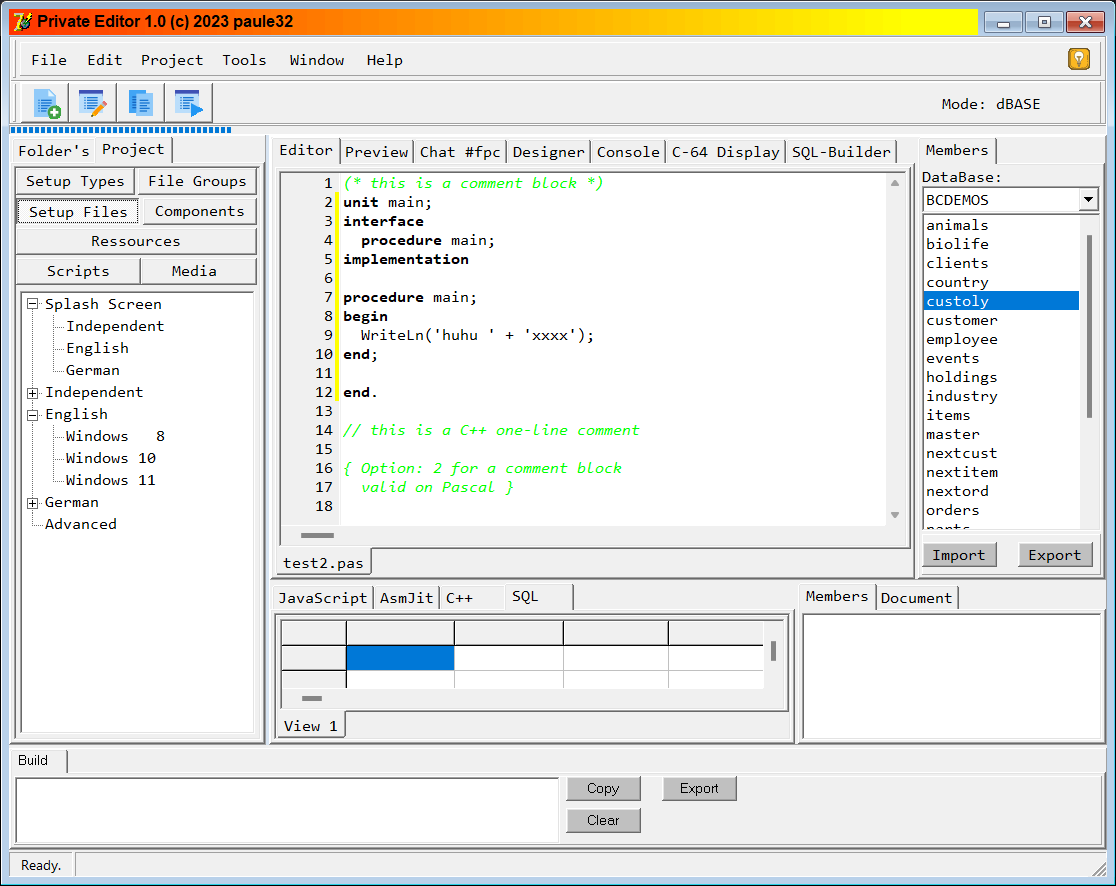 Private Editor 1.0 (c) 2023 paule32
File Edit Project Tools Window Help
Mode: dBASE
Folder's Project
Setup Types File Groups
Setup Files Components
Ressources
Scripts Media
Splash Screen
Independent
English
German
Independent
English
Windows 8
Windows 10
Windows 11
German
Advanced
Editor Preview Chat #fpc Designer Console C-64 Display SQL-Builder
1 (* this is a comment block *)
2 unit main;
3 interface
4 procedure main;
5 implementation
6
7 procedure main;
8 begin
9 WriteLn('huhu ' + 'xxxx');
10 end;
11
12 end.
13
14 // this is a C++ one-line comment
15
16 { Option: 2 for a comment block
17 valid on Pascal }
18
test2.pas
Members
DataBase:
BCDEMOS
animals
biolife
clients
country
custoly
customer
employee
events
holdings
industry
items
master
nextcust
nextitem
nextord
orders
parts
Import Export
JavaScript AsmJit C++ SQL
View 1
Members Document
Build
Copy Export
Clear
Ready.